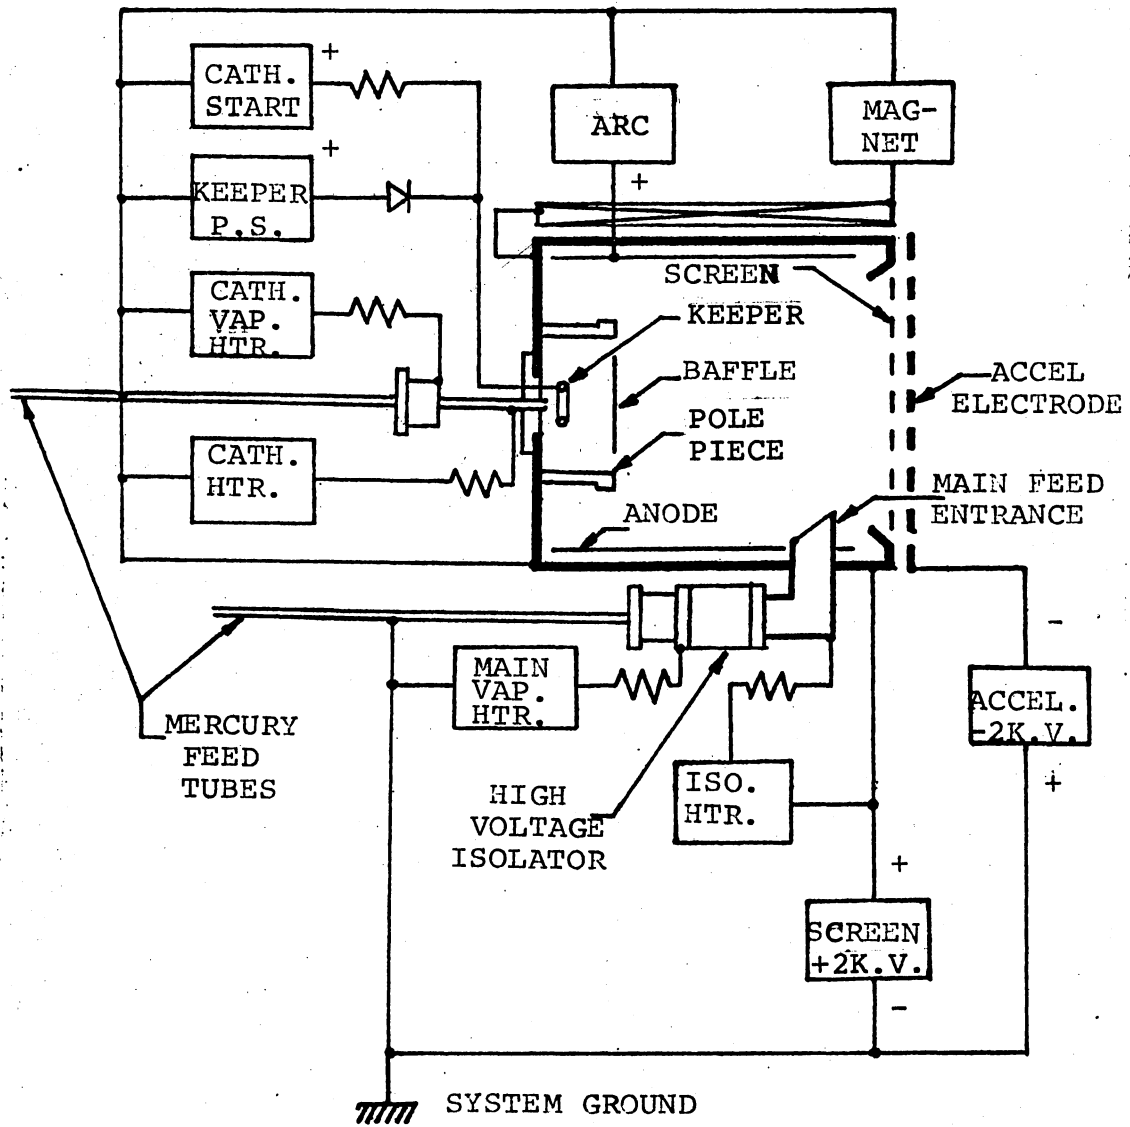 CATH.
START
+
KEEPER
P.S.
+
CATH.
VAP.
HTR.
CATH.
HTR.
ARC
+
MAG-
NET
SCREEN
KEEPER
BAFFLE
POLE
PIECE
ACCEL
ELECTRODE
MAIN FEED
ENTRANCE
ANODE
MERCURY
FEED
TUBES
MAIN
VAP.
HTR.
HIGH
VOLTAGE
ISOLATOR
ISO.
HTR.
-
ACCEL.
-2K.V.
+
+
SCREEN
+2K.V.
-
SYSTEM GROUND